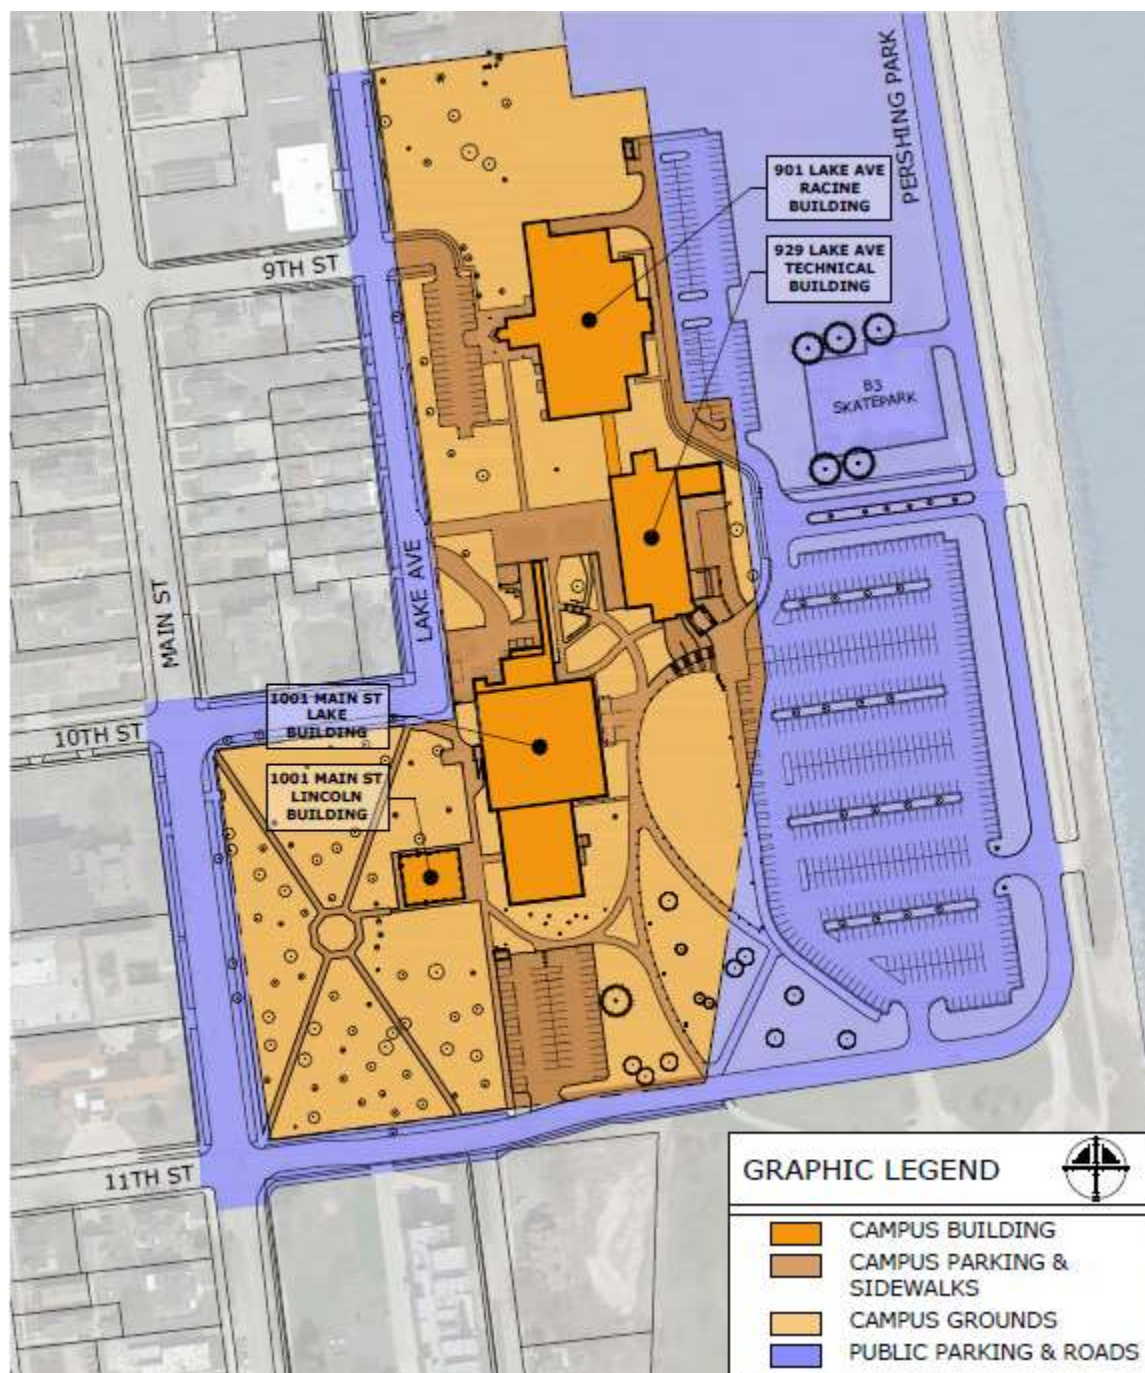 PERSHING PARK
901 LAKE AVE
RACINE
BUILDING
929 LAKE AVE
TECHNICAL
BUILDING
9TH ST
B3
SKATEPARK
MAIN ST
LAKE AVE
1001 MAIN ST
LAKE
BUILDING
10TH ST
1001 MAIN ST
LINCOLN
BUILDING
11TH ST
GRAPHIC LEGEND
CAMPUS BUILDING
CAMPUS PARKING &
SIDEWALKS
CAMPUS GROUNDS
PUBLIC PARKING & ROADS